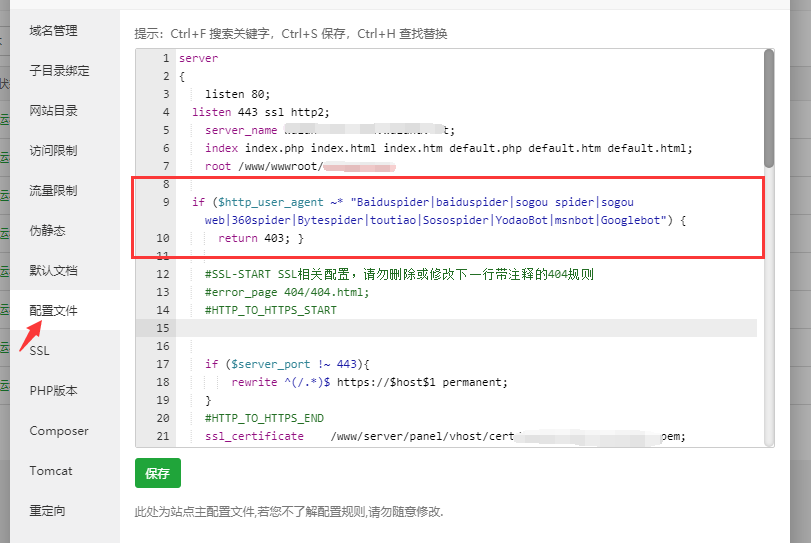 域名管理
子目录绑定
网站目录
访问限制
流量限制
伪静态
默认文档
配置文件
SSL
PHP版本
Composer
Tomcat
重定向
提示：Ctrl+F 搜索关键字，Ctrl+S 保存，Ctrl+H 查找替换
1 server
2 {
3 listen 80;
4 listen 443 ssl http2;
5 server_name
6 index index.php index.html index.htm default.php default.htm default.html;
7 root /www/wwwroot/
8
9 if ($http_user_agent ~* "Baiduspider|baiduspider|sogou spider|sogou
web|360spider|Bytespider|toutiao|Sosospider|YodaoBot|msnbot|Googlebot") {
10 return 403; }
11
12 #SSL-START SSL相关配置，请勿删除或修改下一行带注释的404规则
13 #error_page 404/404.html;
14 #HTTP_TO_HTTPS_START
15
16
17 if ($server_port !~ 443){
18 rewrite ^(/.*)$ https://$host$1 permanent;
19 }
20 #HTTP_TO_HTTPS_END
21 ssl_certificate /www/server/panel/vhost/cert pem;
保存
此处为站点主配置文件,若您不了解配置规则,请勿随意修改.